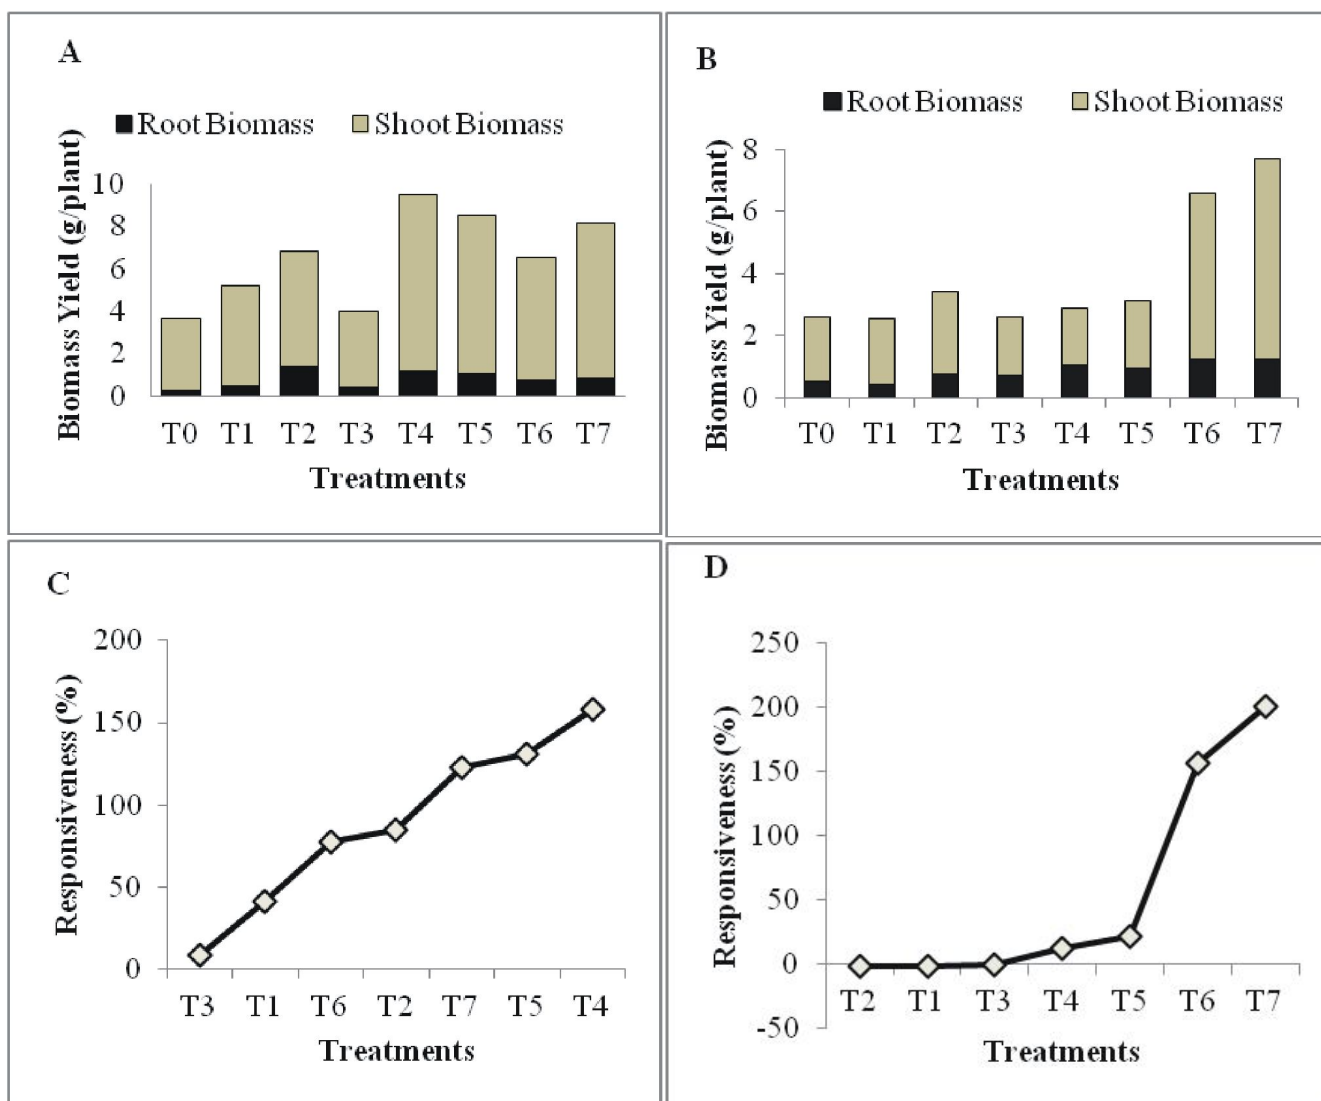 A
Root Biomass Shoot Biomass
Biomass Yield (g/plant)
10
8
6
4
2
0
T0 T1 T2 T3 T4 T5 T6 T7
Treatments
B
Root Biomass Shoot Biomass
Biomass Yield (g/plant)
8
6
4
2
0
T0 T1 T2 T3 T4 T5 T6 T7
Treatments
C
Responsiveness (%)
200
150
100
50
0
T3 T1 T6 T2 T7 T5 T4
Treatments
D
Responsiveness (%)
250
200
150
100
50
0
-50
T2 T1 T3 T4 T5 T6 T7
Treatments